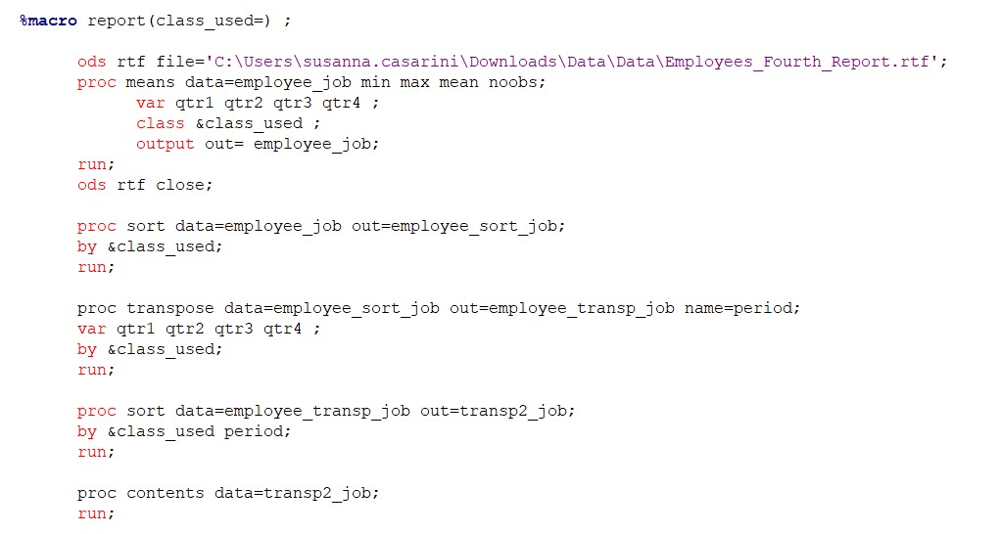 %macro report(class_used=) ;
ods rtf file='C:\Users\susanna.casarini\Downloads\Data\Data\Employees_Fourth_Report.rtf';
proc means data=employee_job min max mean noobs;
var qtr1 qtr2 qtr3 qtr4 ;
class &class_used ;
output out= employee_job;
run;
ods rtf close;
proc sort data=employee_job out=employee_sort_job;
by &class_used;
run;
proc transpose data=employee_sort_job out=employee_transp_job name=period;
var qtr1 qtr2 qtr3 qtr4 ;
by &class_used;
run;
proc sort data=employee_transp_job out=transp2_job;
by &class_used period;
run;
proc contents data=transp2_job;
run;